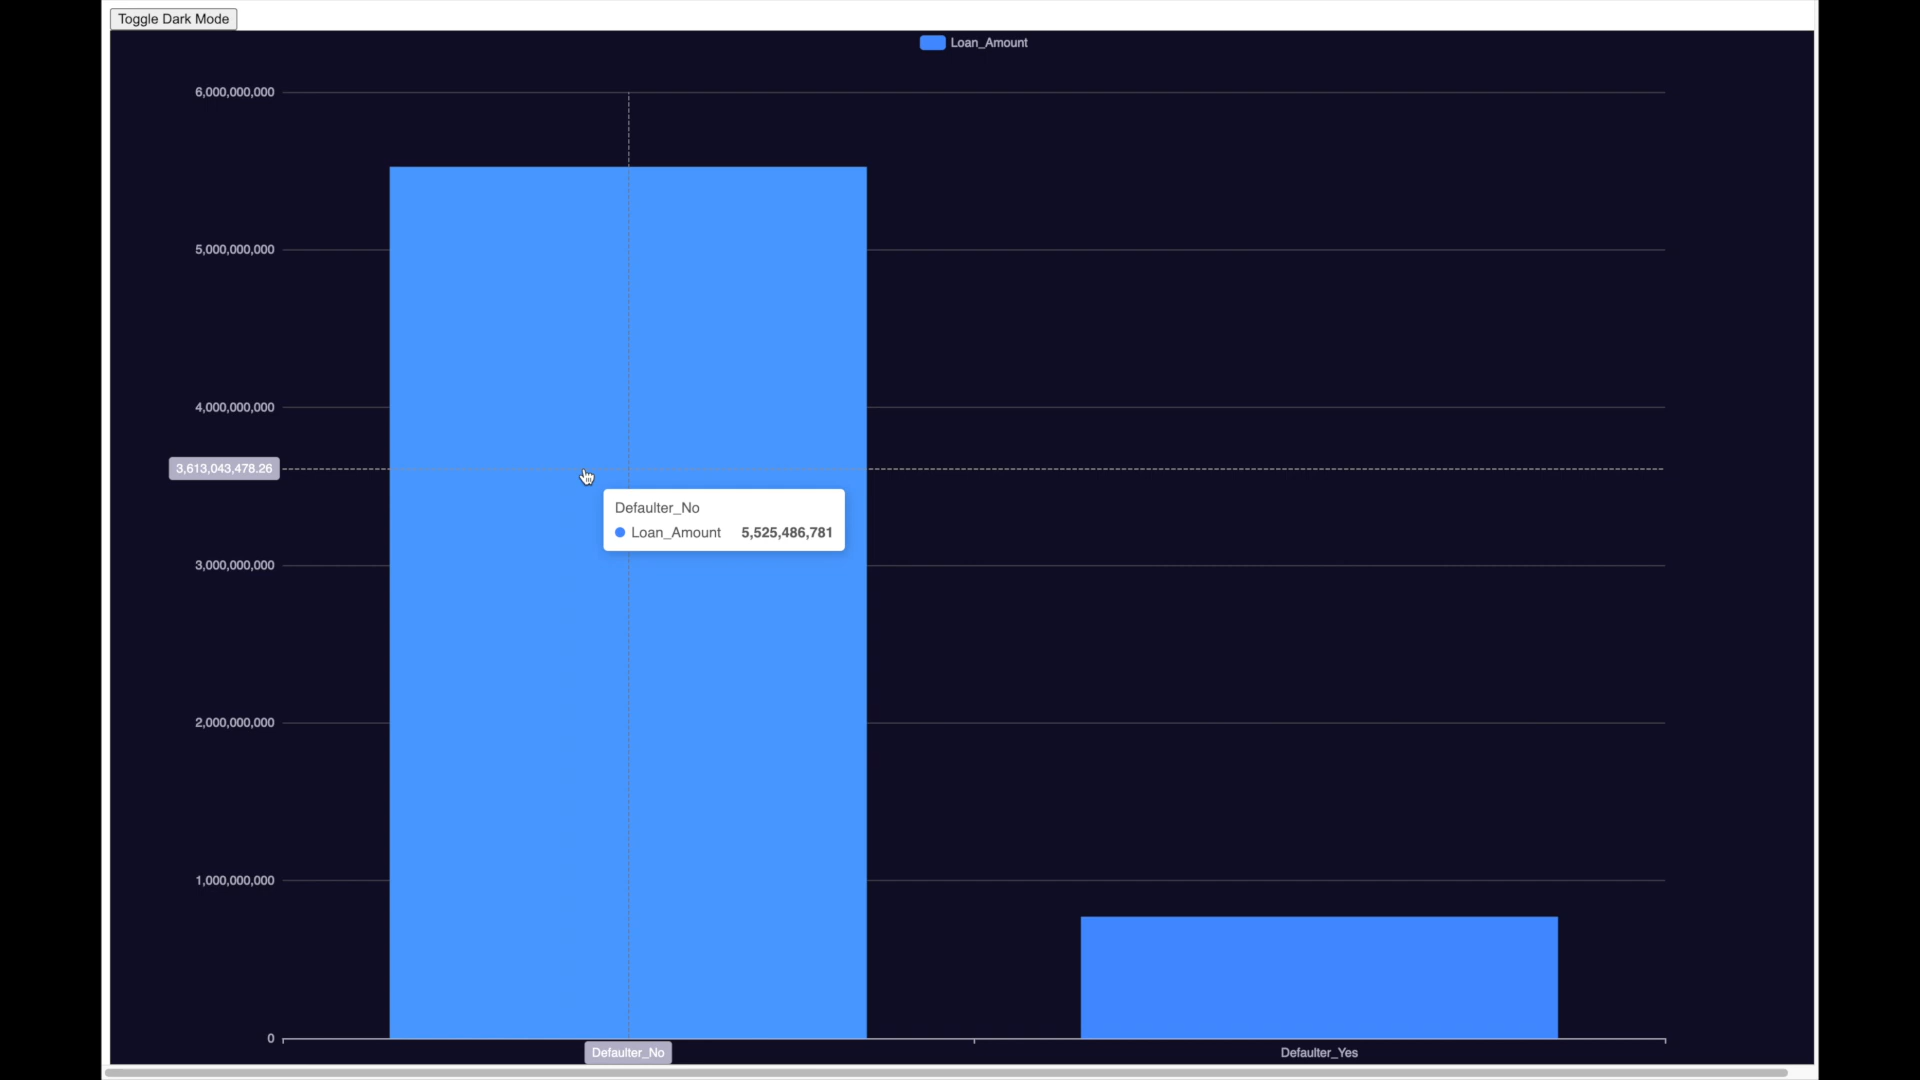 Toggle Dark Mode
Loan_Amount
6,000,000,000
5,000,000,000
4,000,000,000
3,613,043,478.26
Defaulter_No
Loan_Amount 5,525,486,781
3,000,000,000
2,000,000,000
1,000,000,000
0
Defaulter_No Defaulter_Yes